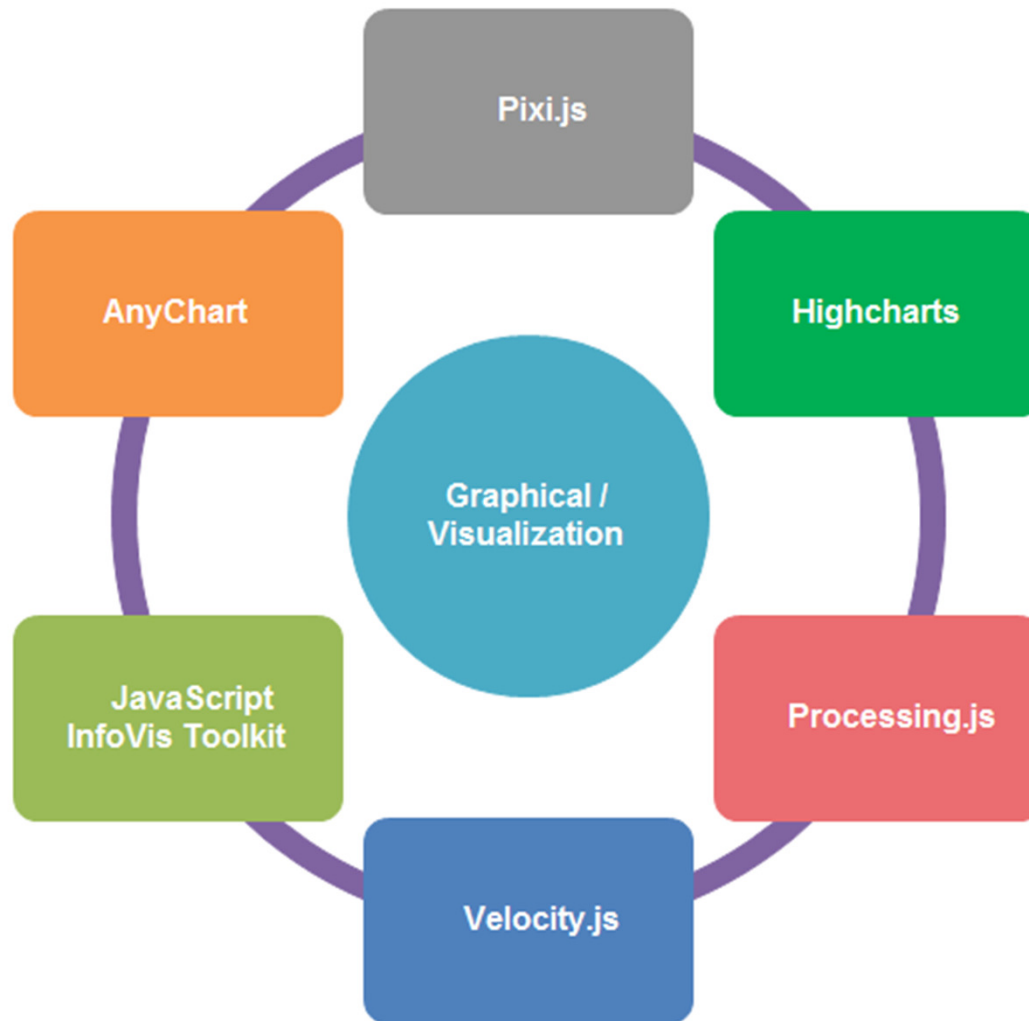 Pixi.js
AnyChart
Highcharts
Graphical /
Visualization
JavaScript
InfoVis Toolkit
Processing.js
Velocity.js